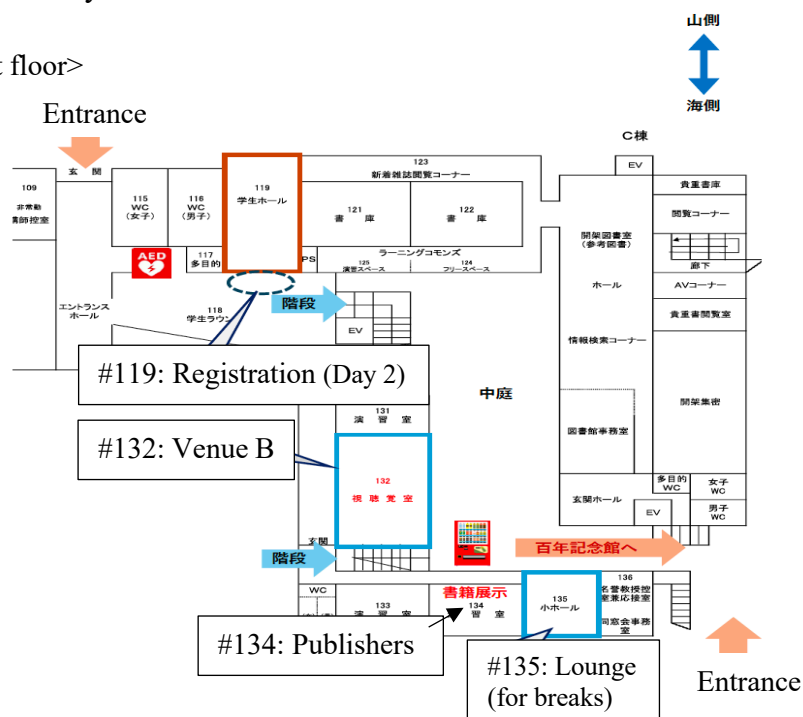 山側
海側
t floor>
Entrance
玄 関
109
非常勤
講師控室
115
WC
(女子)
116
WC
(男子)
119
学生ホール
123
新着雑誌閲覧コーナー
121
書 庫
122
書 庫
C棟
EV
貴重書庫
閲覧コーナー
開架図書室
(参考図書)
廊下
AED
117
多目的
PS
ラーニングコモンズ
125
演習スペース
124
フリースペース
ホール
AVコーナー
貴重書閲覧室
エントランス
ホール
118
学生ラウ
階段
EV
情報検索コーナー
#119: Registration (Day 2)
中庭
開架集密
131
演 習 室
図書館事務室
#132: Venue B
132
視 聴 覚 室
多目的
WC
女子
WC
玄関ホール
EV
男子
WC
玄関
階段
百年記念館へ
WC
133
演 習 室
書籍展示
134
習 室
135
小ホール
136
名誉教授控
室兼応接室
同窓会事務
室
#134: Publishers
#135: Lounge
(for breaks)
Entrance